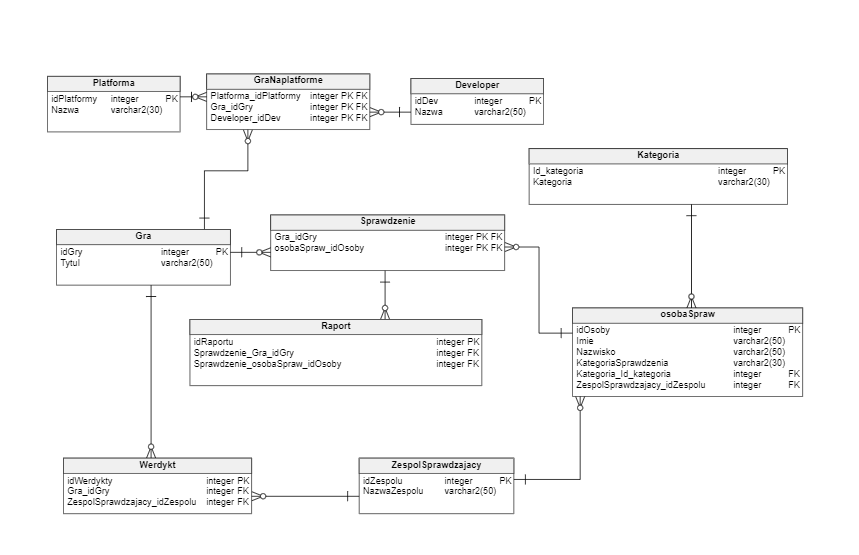 Platforma
idPlatformy integer PK
Nazwa varchar2(30)
GraNaplatforme
Platforma_idPlatformy integer PK FK
Gra_idGry integer PK FK
Developer_idDev integer PK FK
Developer
idDev integer PK
Nazwa varchar2(50)
Kategoria
Id_kategoria integer PK
Kategoria varchar2(30)
Gra
idGry integer PK
Tytul varchar2(50)
Sprawdzenie
Gra_idGry integer PK FK
osobaSpraw_idOsoby integer PK FK
Raport
idRaportu integer PK
Sprawdzenie_Gra_idGry integer FK
Sprawdzenie_osobaSpraw_idOsoby integer FK
osobaSpraw
idOsoby integer PK
Imie varchar2(50)
Nazwisko varchar2(50)
KategoriaSprawdzenia varchar2(30)
Kategoria_Id_kategoria integer FK
ZespolSprawdzajacy_idZespolu integer FK
Werdykt
idWerdykty integer PK
Gra_idGry integer FK
ZespolSprawdzajacy_idZespolu integer FK
ZespolSprawdzajacy
idZespolu integer PK
NazwaZespolu varchar2(50)